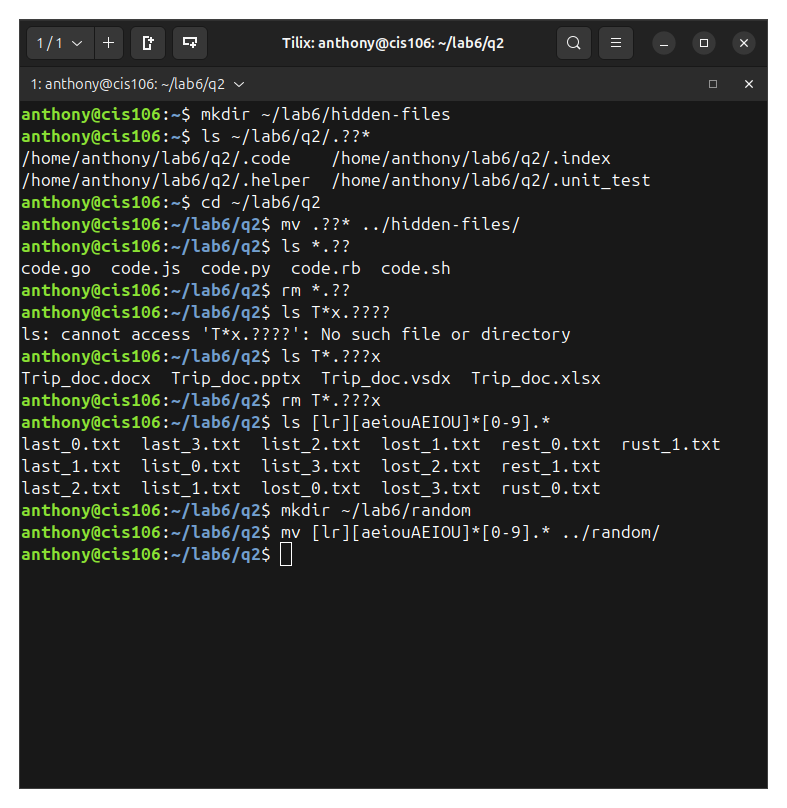 1 / 1
Tilix: anthony@cis106: ~/lab6/q2
1: anthony@cis106: ~/lab6/q2
anthony@cis106:~$ mkdir ~/lab6/hidden-files
anthony@cis106:~$ ls ~/lab6/q2/.??*
/home/anthony/lab6/q2/.code    /home/anthony/lab6/q2/.index
/home/anthony/lab6/q2/.helper  /home/anthony/lab6/q2/.unit_test
anthony@cis106:~$ cd ~/lab6/q2
anthony@cis106:~/lab6/q2$ mv .??* ../hidden-files/
anthony@cis106:~/lab6/q2$ ls *.??
code.go  code.js  code.py  code.rb  code.sh
anthony@cis106:~/lab6/q2$ rm *.??
anthony@cis106:~/lab6/q2$ ls T*x.????
ls: cannot access 'T*x.????': No such file or directory
anthony@cis106:~/lab6/q2$ ls T*.???x
Trip_doc.docx  Trip_doc.pptx  Trip_doc.vsdx  Trip_doc.xlsx
anthony@cis106:~/lab6/q2$ rm T*.???x
anthony@cis106:~/lab6/q2$ ls [lr][aeiouAEIOU]*[0-9].*
last_0.txt  last_3.txt  list_2.txt  lost_1.txt  rest_0.txt  rust_1.txt
last_1.txt  list_0.txt  list_3.txt  lost_2.txt  rest_1.txt
last_2.txt  list_1.txt  lost_0.txt  lost_3.txt  rust_0.txt
anthony@cis106:~/lab6/q2$ mkdir ~/lab6/random
anthony@cis106:~/lab6/q2$ mv [lr][aeiouAEIOU]*[0-9].* ../random/
anthony@cis106:~/lab6/q2$